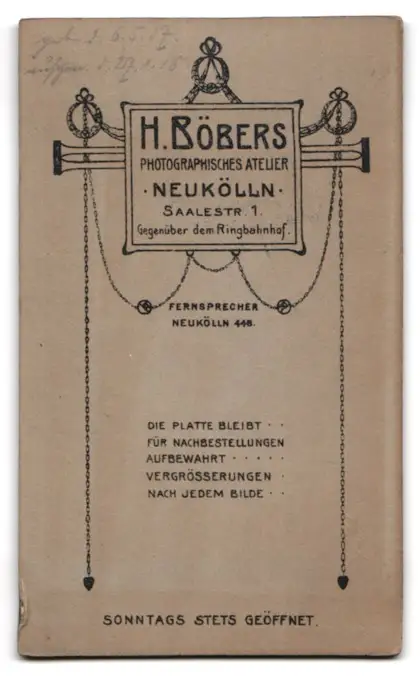 H. BÖBERS
PHOTOGRAPHISCHES ATELIER
· NEUKÖLLN ·
SAALESTR. 1.
Gegenüber dem Ringbahnhof.
FERNSPRECHER
NEUKÖLLN 448.
DIE PLATTE BLEIBT · ·
FÜR NACHBESTELLUNGEN
AUFBEWAHRT · · · · ·
VERGRÖSSERUNGEN ·
NACH JEDEM BILDE · ·
SONNTAGS STETS GEÖFFNET.